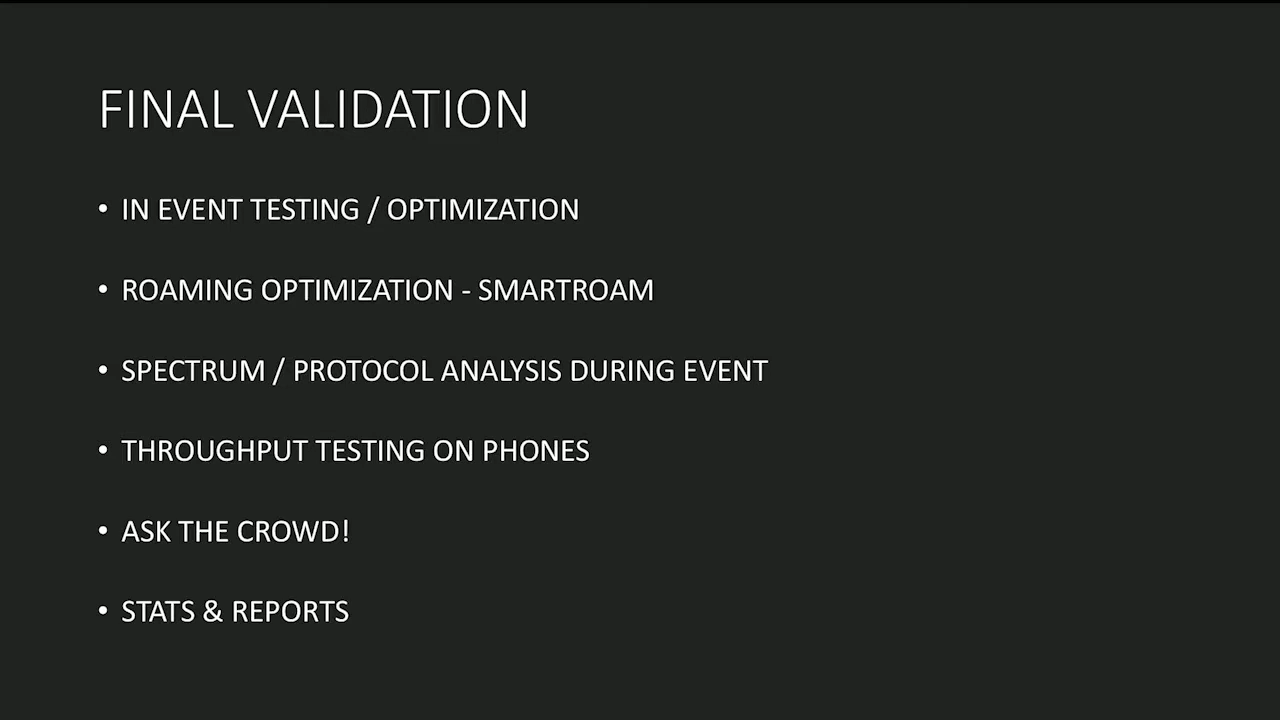 FINAL VALIDATION
• IN EVENT TESTING / OPTIMIZATION
• ROAMING OPTIMIZATION - SMARTROAM
• SPECTRUM / PROTOCOL ANALYSIS DURING EVENT
• THROUGHPUT TESTING ON PHONES
• ASK THE CROWD!
• STATS & REPORTS